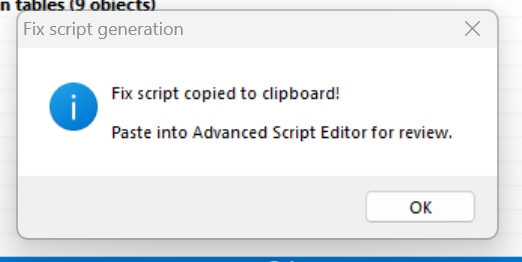 n tables (9 objects)
Fix script generation
Fix script copied to clipboard!
Paste into Advanced Script Editor for review.
OK